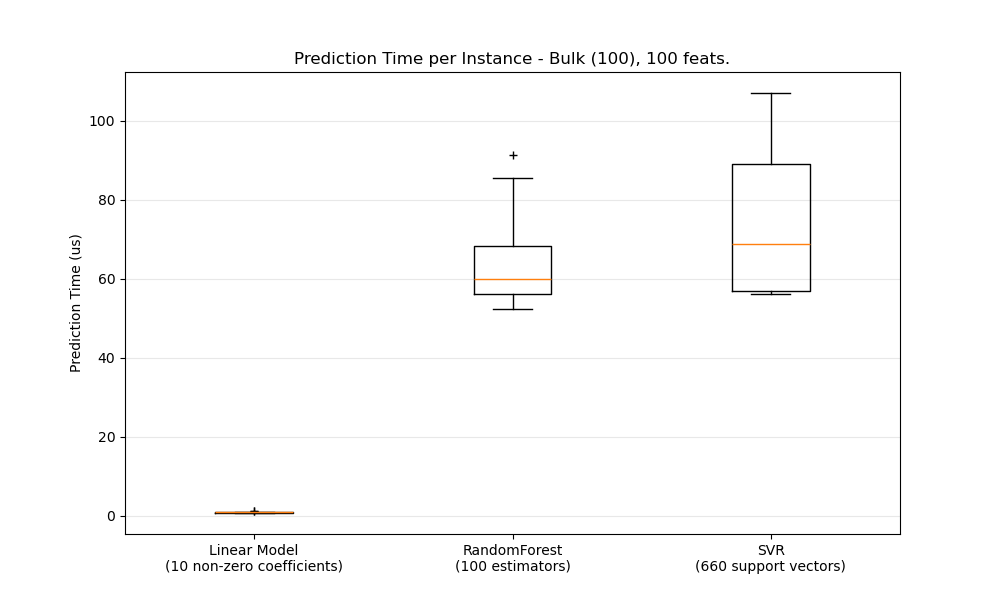 Prediction Time per Instance - Bulk (100), 100 feats.
Prediction Time (us)
100
80
60
40
20
0
Linear Model
(10 non-zero coefficients)
RandomForest
(100 estimators)
SVR
(660 support vectors)